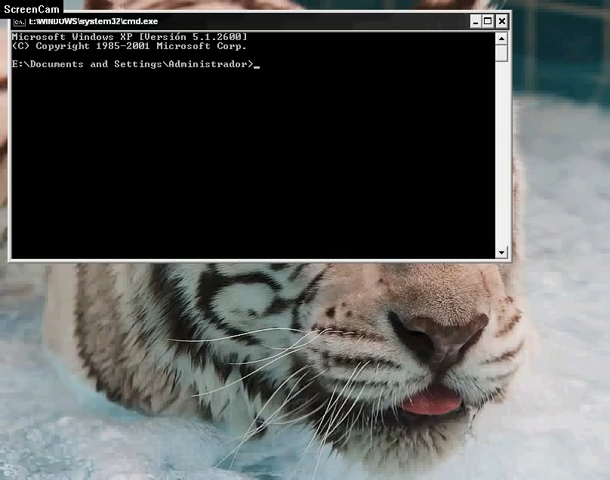 ScreenCam
E:\WINDOWS\system32\cmd.exe
Microsoft Windows XP [Versión 5.1.2600]
(C) Copyright 1985-2001 Microsoft Corp.
E:\Documents and Settings\Administrador>_